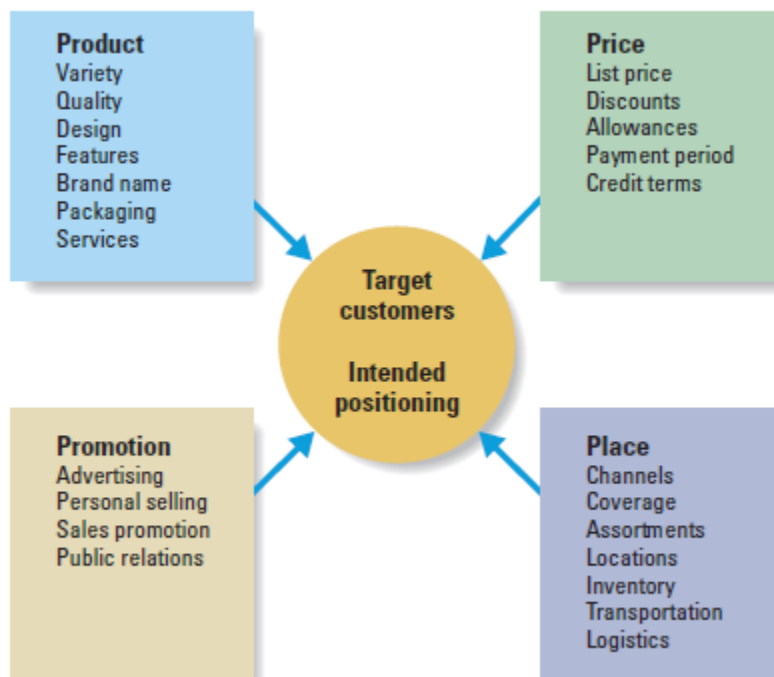 Product
Variety
Quality
Design
Features
Brand name
Packaging
Services
Price
List price
Discounts
Allowances
Payment period
Credit terms
Target
customers
Intended
positioning
Promotion
Advertising
Personal selling
Sales promotion
Public relations
Place
Channels
Coverage
Assortments
Locations
Inventory
Transportation
Logistics